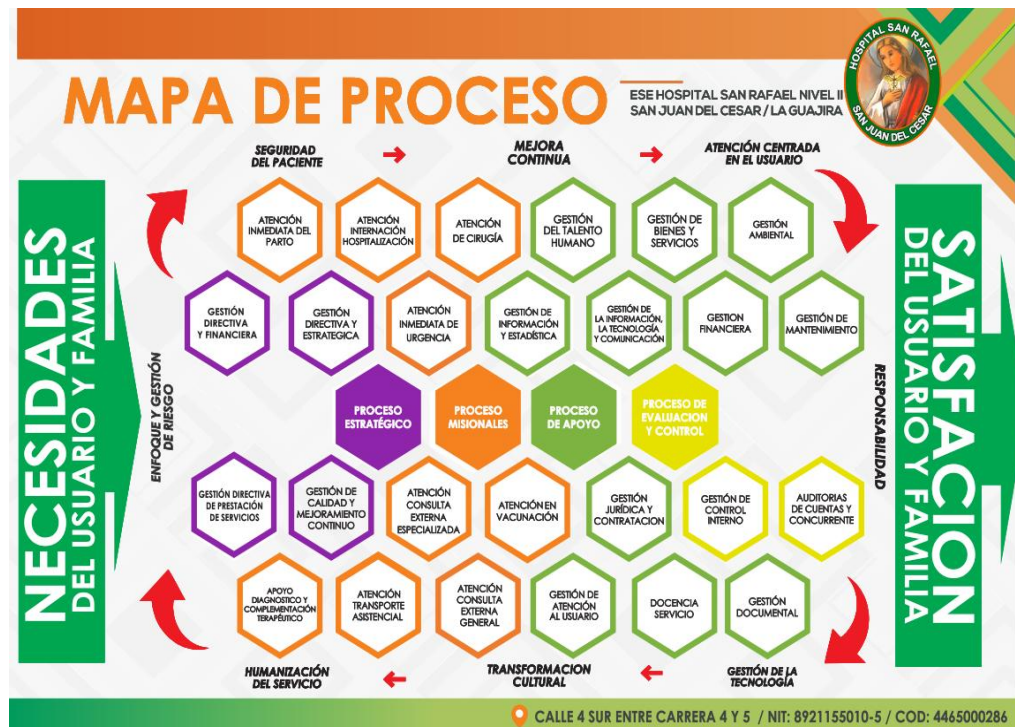 MAPA DE PROCESO
ESE HOSPITAL SAN RAFAEL NIVEL II
SAN JUAN DEL CESAR / LA GUAJIRA
HOSPITAL SAN RAFAEL
SAN JUAN DEL CESAR
SEGURIDAD
DEL PACIENTE
MEJORA
CONTINUA
ATENCIÓN CENTRADA
EN EL USUARIO
NECESIDADES
DEL USUARIO Y FAMILIA
ENFOQUE Y GESTIÓN
DE RIESGO
ATENCIÓN
INMEDIATA DEL
PARTO
ATENCIÓN
INTERNACIÓN
HOSPITALIZACIÓN
ATENCIÓN
DE CIRUGÍA
GESTIÓN
DEL TALENTO
HUMANO
GESTIÓN DE
BIENES Y
SERVICIOS
GESTIÓN
AMBIENTAL
GESTIÓN
DIRECTIVA
Y FINANCIERA
GESTIÓN
DIRECTIVA Y
ESTRATEGICA
ATENCIÓN
INMEDIATA DE
URGENCIA
GESTIÓN DE
INFORMACIÓN
Y ESTADÍSTICA
GESTIÓN DE
LA INFORMACIÓN,
LA TECNOLOGÍA
Y COMUNICACIÓN
GESTION
FINANCIERA
GESTIÓN DE
MANTENIMIENTO
PROCESO
ESTRATÉGICO
PROCESO
MISIONALES
PROCESO
DE APOYO
PROCESO DE
EVALUACION
Y CONTROL
GESTIÓN DIRECTIVA
DE PRESTACIÓN
DE SERVICIOS
GESTIÓN DE
CALIDAD Y
MEJORAMIENTO
CONTINUO
ATENCIÓN
CONSULTA
EXTERNA
ESPECIALIZADA
ATENCIÓN EN
VACUNACIÓN
GESTIÓN
JURÍDICA Y
CONTRATACION
GESTIÓN DE
CONTROL
INTERNO
AUDITORIAS
DE CUENTAS Y
CONCURRENTE
APOYO
DIAGNOSTICO Y
COMPLEMENTACIÓN
TERAPÉUTICO
ATENCIÓN
TRANSPORTE
ASISTENCIAL
ATENCIÓN
CONSULTA
EXTERNA
GENERAL
GESTIÓN DE
ATENCIÓN
AL USUARIO
DOCENCIA
SERVICIO
GESTIÓN
DOCUMENTAL
RESPONSABILIDAD
SATISFACION
DEL USUARIO Y FAMILIA
HUMANIZACIÓN
DEL SERVICIO
TRANSFORMACION
CULTURAL
GESTIÓN DE LA
TECNOLOGÍA
CALLE 4 SUR ENTRE CARRERA 4 Y 5 / NIT: 8921155010-5 / COD: 4465000286